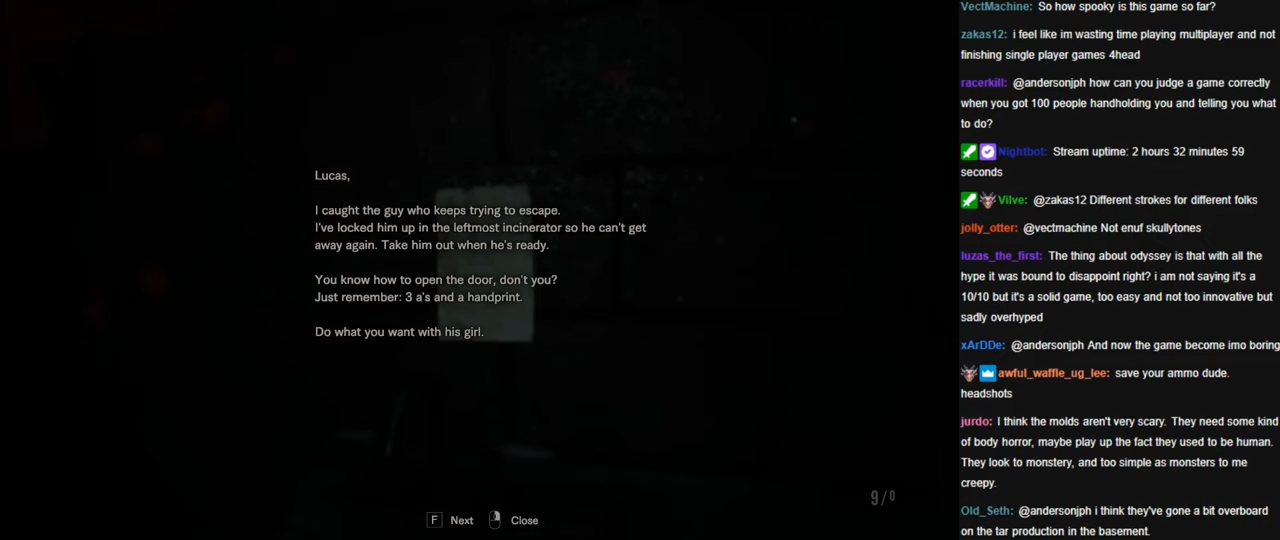 Lucas,
I caught the guy who keeps trying to escape.
I've locked him up in the leftmost incinerator so he can't get
away again. Take him out when he's ready.
You know how to open the door, don't you?
Just remember: 3 a's and a handprint.
Do what you want with his girl.
9/0
F Next Close
VectMachine: So how spooky is this game so far?
zakas12: i feel like im wasting time playing multiplayer and not
finishing single player games 4head
racerkill: @andersonjph how can you judge a game correctly
when you got 100 people handholding you and telling you what
to do?
Nightbot: Stream uptime: 2 hours 32 minutes 59
seconds
Vilve: @zakas12 Different strokes for different folks
jolly_otter: @vectmachine Not enuf skullytones
luzas_the_first: The thing about odyssey is that with all the
hype it was bound to disappoint right? i am not saying it's a
10/10 but it's a solid game, too easy and not too innovative but
sadly overhyped
xArDDe: @andersonjph And now the game become imo boring
awful_waffle_ug_lee: save your ammo dude.
headshots
jurdo: I think the molds aren't very scary. They need some kind
of body horror, maybe play up the fact they used to be human.
They look to monstery, and too simple as monsters to me
creepy.
Old_Seth: @andersonjph i think they've gone a bit overboard
on the tar production in the basement.